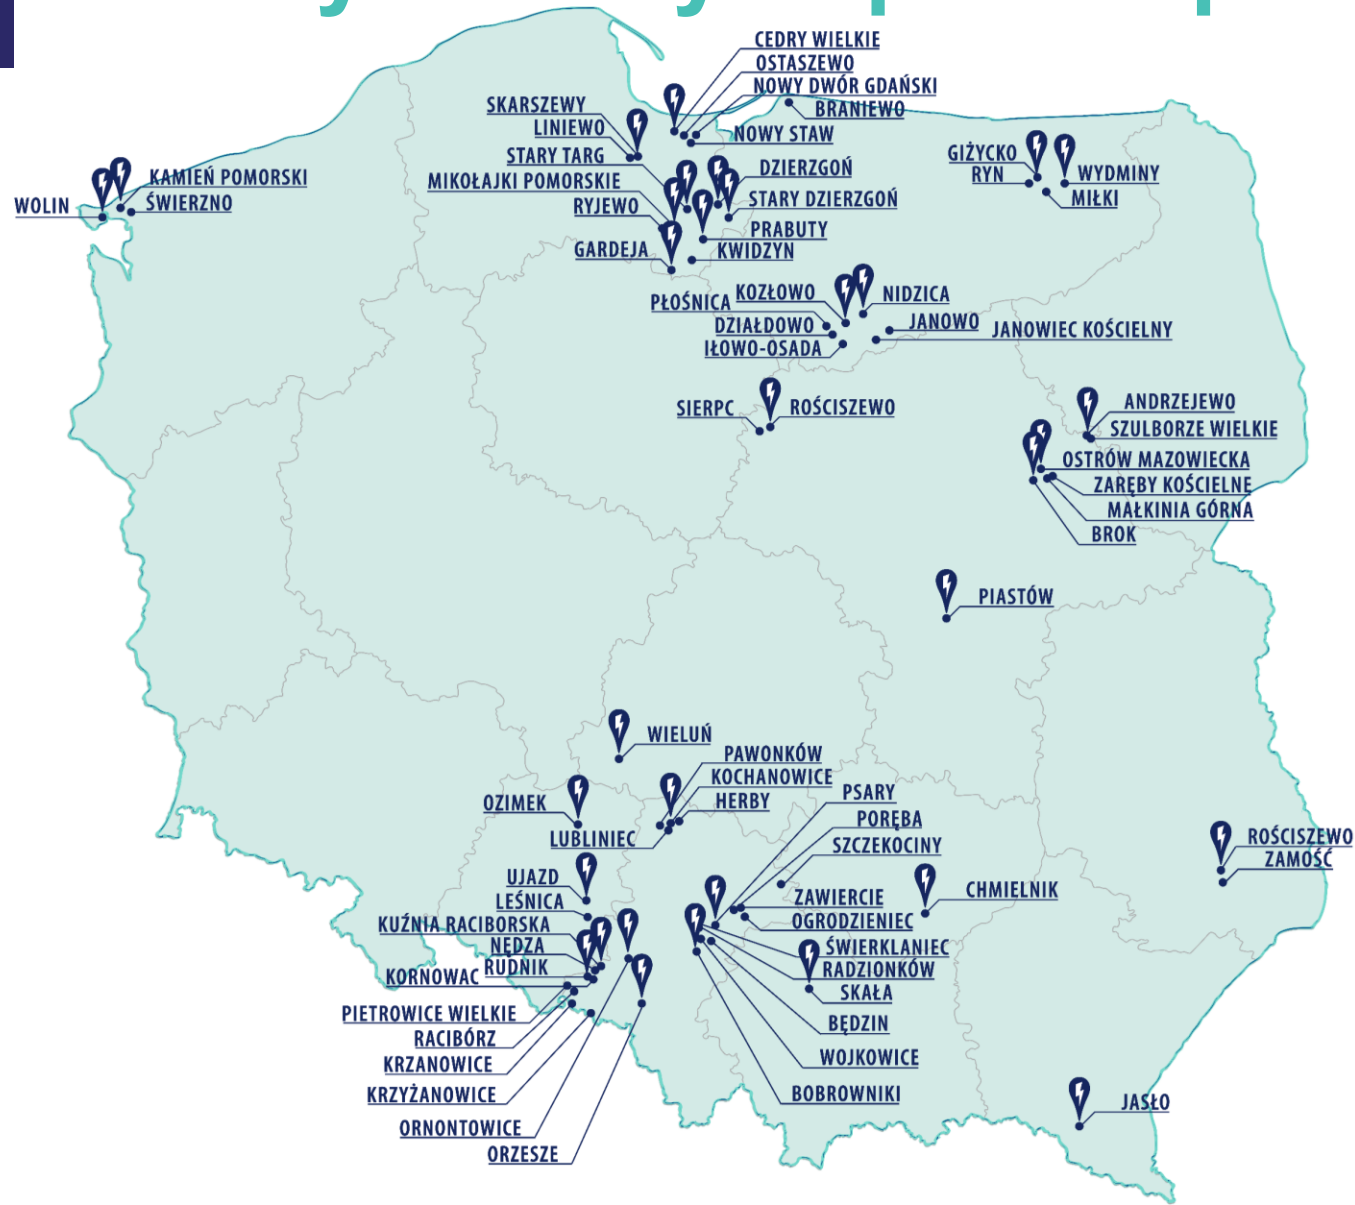 CEDRY WIELKIE
OSTASZEWO
NOWY DWÓR GDAŃSKI
BRANIEWO
SKARSZEWY
LINIEWO
NOWY STAW
STARY TARG
DZIERZGOŃ
MIKOŁAJKI POMORSKIE
STARY DZIERZGOŃ
RYJEWO
PRABUTY
GARDEJA
KWIDZYN
GIŻYCKO
RYN
WYDMINY
MIŁKI
KAMIEŃ POMORSKI
WOLIN
ŚWIERZNO
PŁOŚNICA
KOZŁOWO
NIDZICA
DZIAŁDOWO
JANOWO
JANOWIEC KOŚCIELNY
IŁOWO-OSADA
SIERPC
ROŚCISZEWO
ANDRZEJEWO
SZULBORZE WIELKIE
OSTRÓW MAZOWIECKA
ZARĘBY KOŚCIELNE
MAŁKINIA GÓRNA
BROK
PIASTÓW
WIELUŃ
PAWONKÓW
KOCHANOWICE
HERBY
OZIMEK
LUBLINIEC
PSARY
PORĘBA
SZCZEKOCINY
ROŚCISZEWO
ZAMOŚĆ
UJAZD
LEŚNICA
ZAWIERCIE
CHMIELNIK
KUŹNIA RACIBORSKA
OGRODZIENIEC
NĘDZA
ŚWIERKLANIEC
RUDNIK
RADZIONKÓW
KORNOWAC
SKAŁA
PIETROWICE WIELKIE
BĘDZIN
RACIBÓRZ
KRZANOWICE
WOJKOWICE
KRZYŻANOWICE
BOBROWNIKI
ORNONTOWICE
JASŁO
ORZESZE